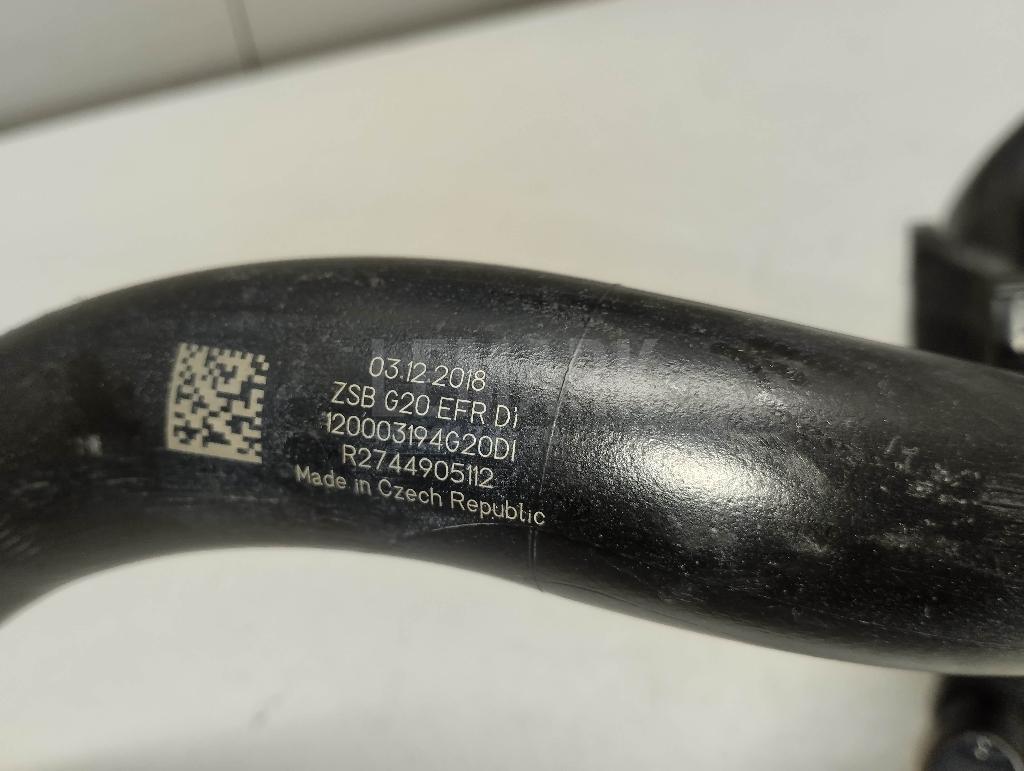 03.12.2018
ZSB G20 EFR Di
120003194G20DI
R2744905112
Made in Czech Republic